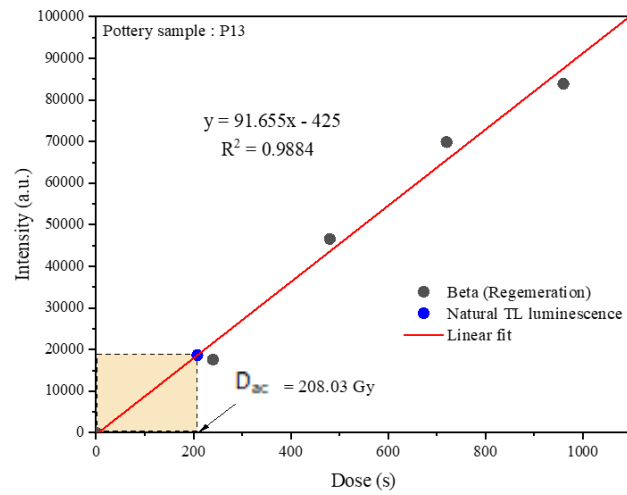 Pottery sample : P13
y = 91.655x - 425
R² = 0.9884
Beta (Regemeration)
Natural TL luminescence
Linear fit
D_ac = 208.03 Gy
Intensity (a.u.)
100000
90000
80000
70000
60000
50000
40000
30000
20000
10000
0
0 200 400 600 800 1000
Dose (s)